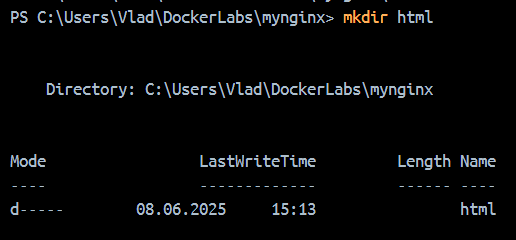 PS C:\Users\Vlad\DockerLabs\mynginx> mkdir html
Directory: C:\Users\Vlad\DockerLabs\mynginx
Mode LastWriteTime Length Name
---- ------------- ------ ----
d----- 08.06.2025 15:13 html